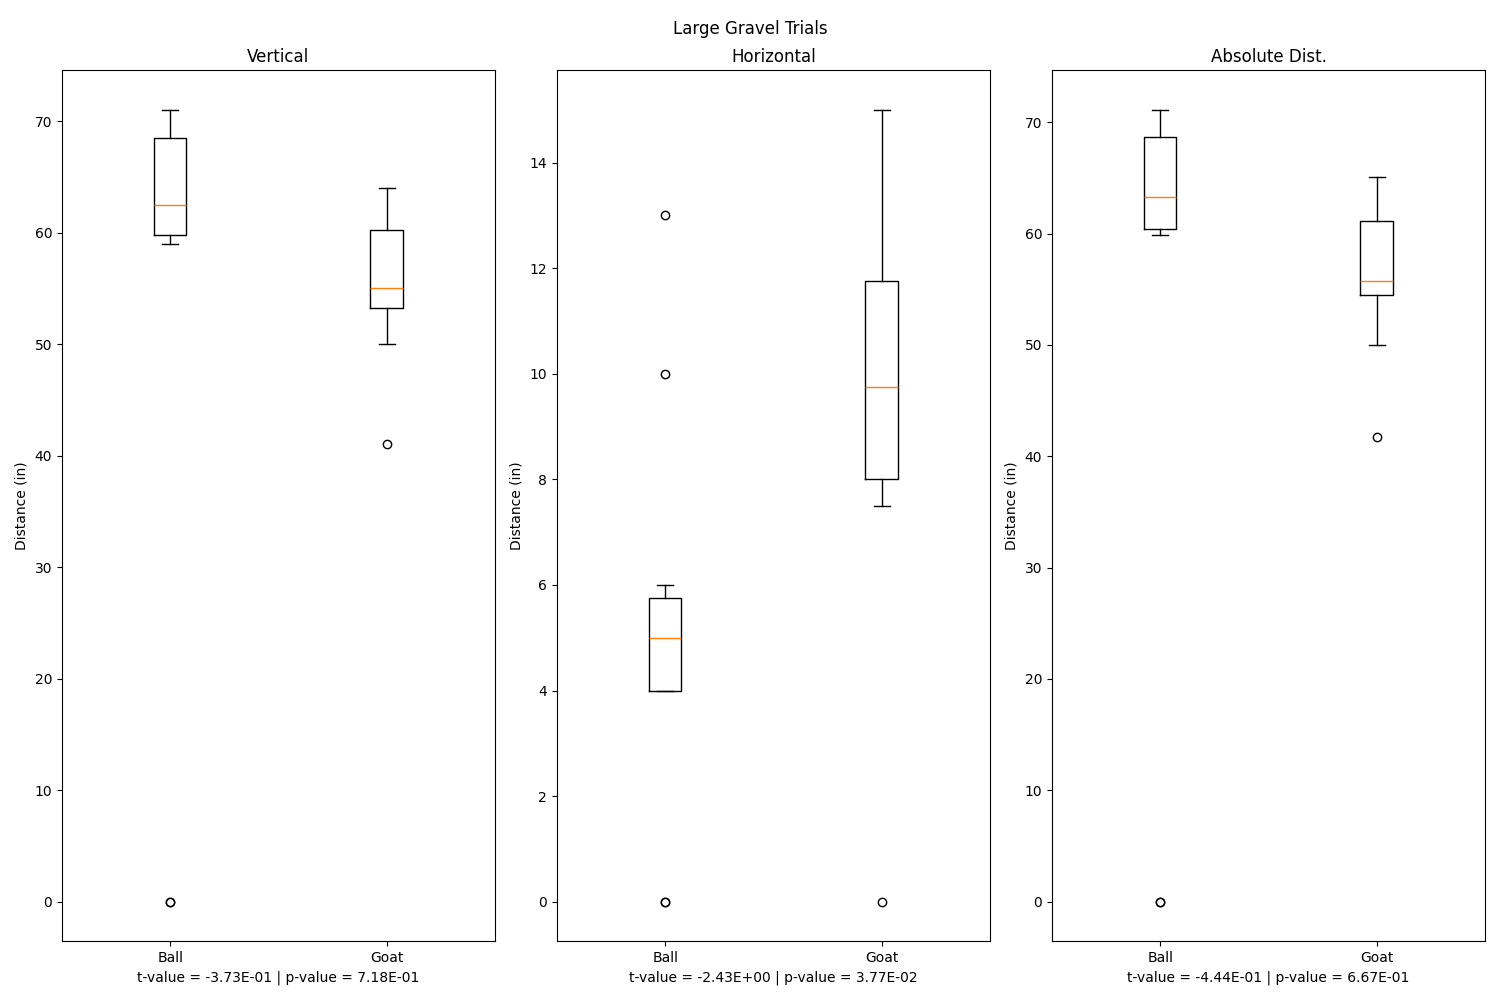 Large Gravel Trials
Vertical
70
60
50
40
30
20
10
0
Distance (in)
Ball Goat
t-value = -3.73E-01 | p-value = 7.18E-01
Horizontal
14
12
10
8
6
4
2
0
Distance (in)
Ball Goat
t-value = -2.43E+00 | p-value = 3.77E-02
Absolute Dist.
70
60
50
40
30
20
10
0
Distance (in)
Ball Goat
t-value = -4.44E-01 | p-value = 6.67E-01